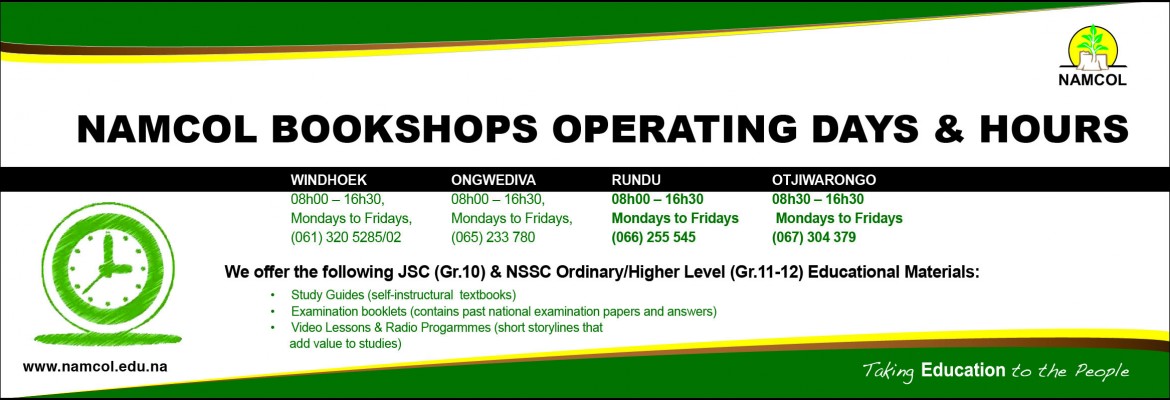 NAMCOL
NAMCOL BOOKSHOPS OPERATING DAYS & HOURS
WINDHOEK
08h00 – 16h30,
Mondays to Fridays,
(061) 320 5285/02
ONGWEDIVA
08h00 – 16h30,
Mondays to Fridays,
(065) 233 780
RUNDU
08h00 – 16h30
Mondays to Fridays
(066) 255 545
OTJIWARONGO
08h30 – 16h30
Mondays to Fridays
(067) 304 379
We offer the following JSC (Gr.10) & NSSC Ordinary/Higher Level (Gr.11-12) Educational Materials:
• Study Guides (self-instructural textbooks)
• Examination booklets (contains past national examination papers and answers)
• Video Lessons & Radio Progarmmes (short storylines that
add value to studies)
www.namcol.edu.na
Taking Education to the People